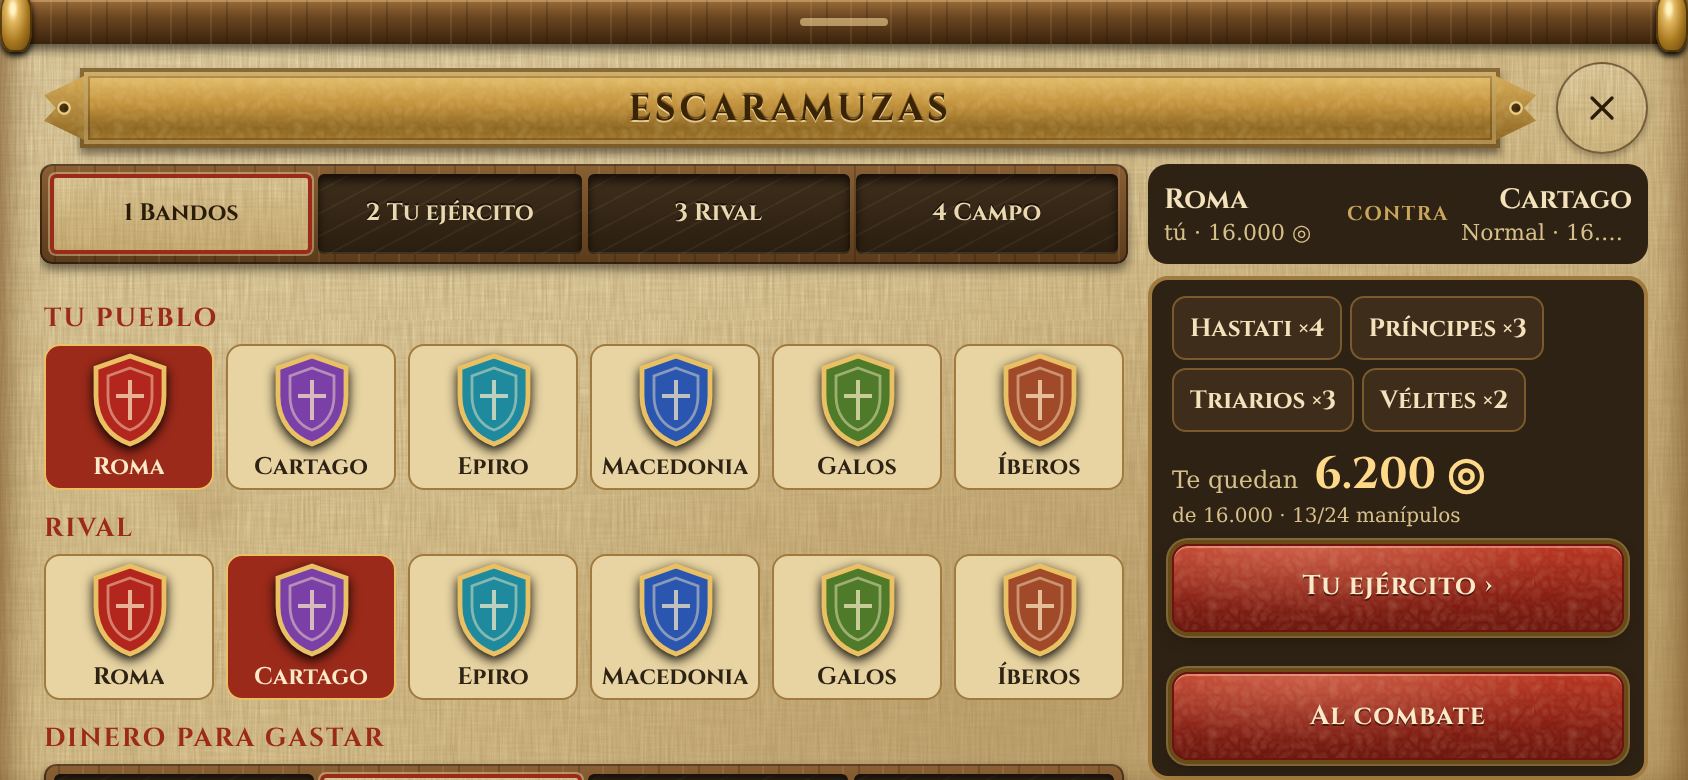 ESCARAMUZAS
1 Bandos
2 Tu ejército
3 Rival
4 Campo
Roma
tú · 16.000 ◎
CONTRA
Cartago
Normal · 16....
TU PUEBLO
Roma
Cartago
Epiro
Macedonia
Galos
Íberos
RIVAL
Roma
Cartago
Epiro
Macedonia
Galos
Íberos
DINERO PARA GASTAR
Hastati ×4
Príncipes ×3
Triarios ×3
Vélites ×2
Te quedan 6.200 ◎
de 16.000 · 13/24 manípulos
Tu ejército ›
Al combate